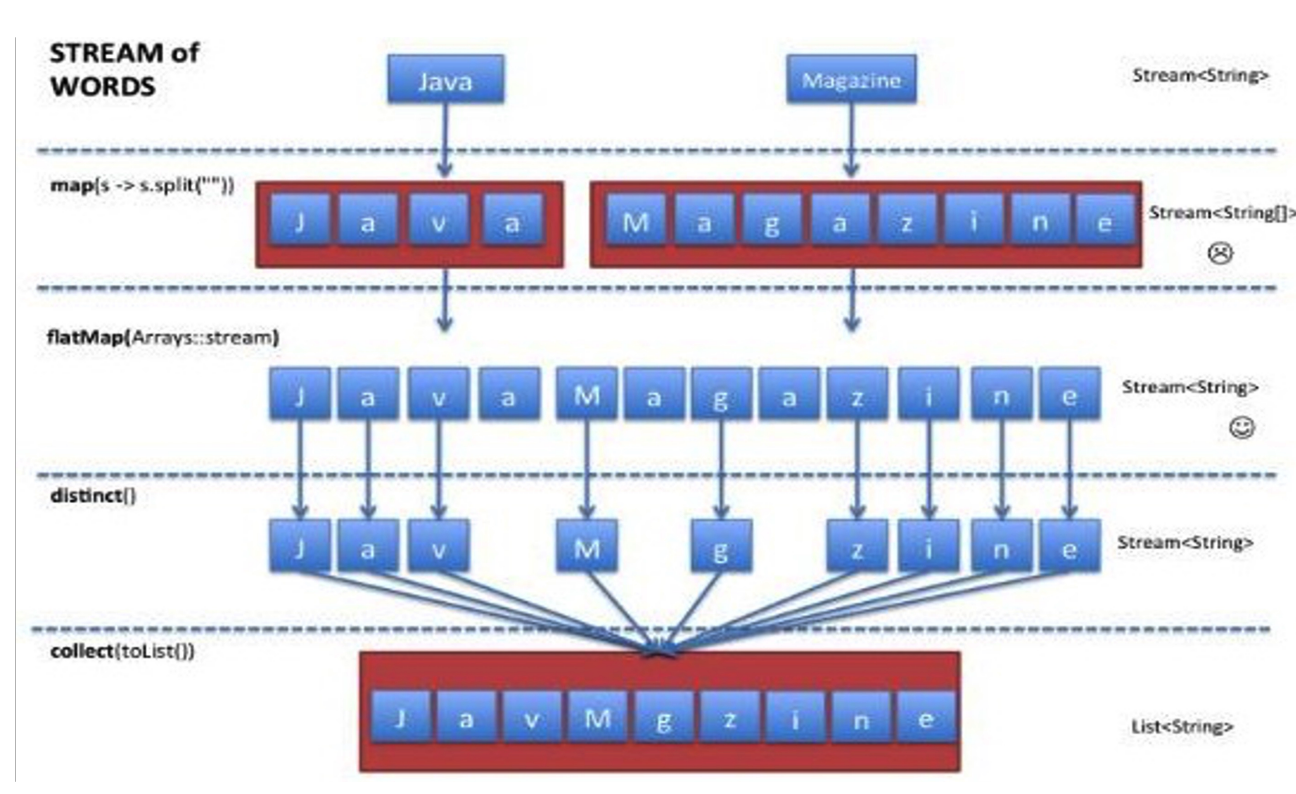 STREAM of
WORDS
Java
Magazine
Stream<String>
map(s -> s.split(""))
J a v a
M a g a z i n e
Stream<String[]>
flatMap(Arrays::stream)
J a v a M a g a z i n e
Stream<String>
distinct()
J a v M g z i n e
Stream<String>
collect(toList())
J a v M g z i n e
List<String>